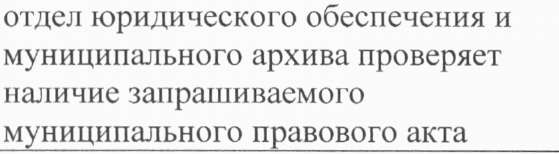 отдел юридического обеспечения и
муниципального архива проверяет
наличие запрашиваемого
муниципального правового акта